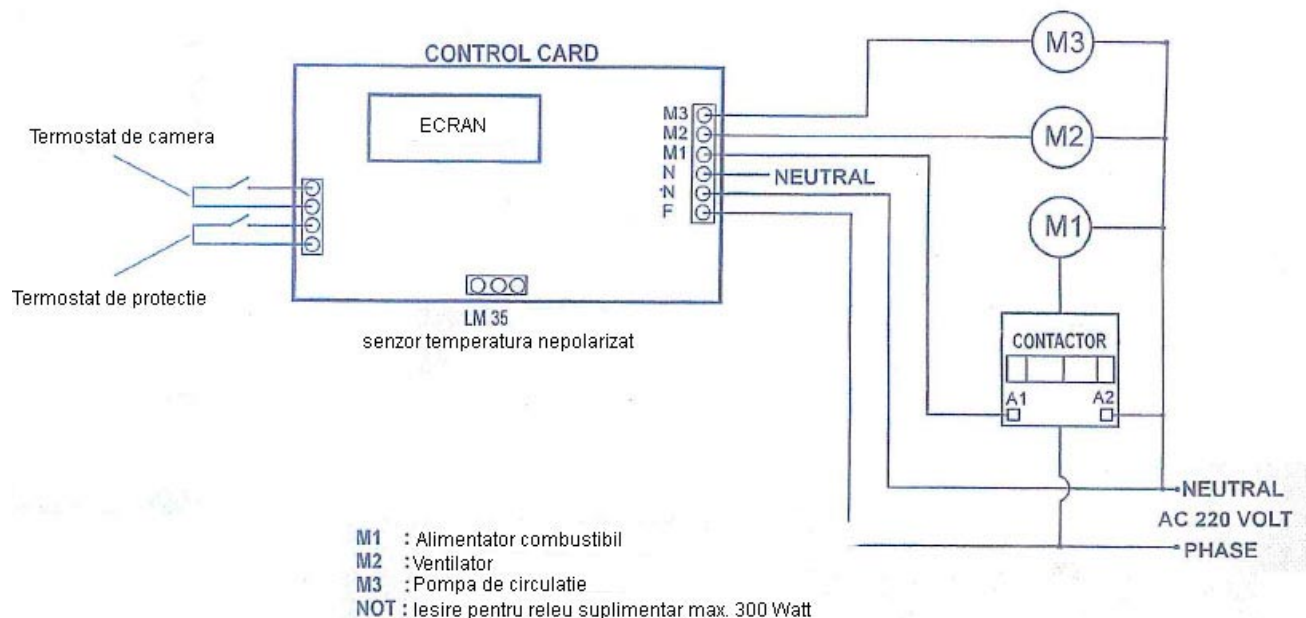 CONTROL CARD
ECRAN
Termostat de camera
Termostat de protectie
M3
M2
M1
N
N
F
NEUTRAL
LM 35
senzor temperatura nepolarizat
M3
M2
M1
CONTACTOR
A1 A2
NEUTRAL
AC 220 VOLT
PHASE
M1 : Alimentator combustibil
M2 : Ventilator
M3 : Pompa de circulatie
NOT : Iesire pentru releu suplimentar max. 300 Watt